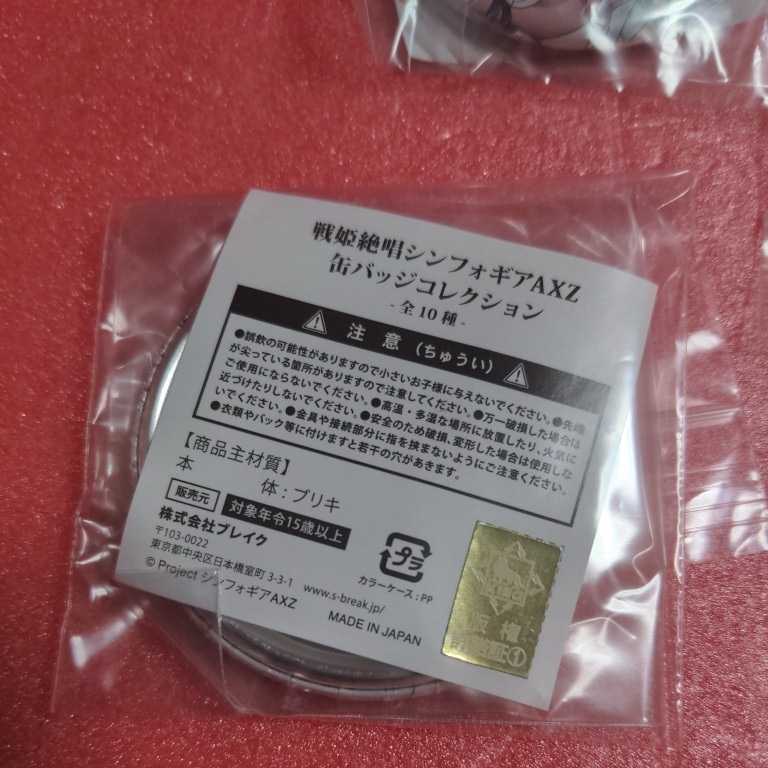 戦姫絶唱シンフォギアAXZ
缶バッジコレクション
- 全10種 -
注 意 (ちゅうい)
●誤飲の可能性がありますので小さいお子様に与えないでください。●先端
が尖っている箇所がありますので注意してください。●万一破損した場合は
ご使用にならないでください。●高温・多湿な場所に放置したり、火気に
近づけたりしないでください。●安全のため破損、変形した場合は使用しな
いでください。●金具や接続部分に指を挟まないようにご注意ください。
●衣類やバック等に付けますと若干の穴があきます。
【商品主材質】
本 体：ブリキ
販売元 対象年令15歳以上
株式会社ブレイク
〒103-0022
東京都中央区日本橋室町 3-3-1
© Project シンフォギアAXZ
www.s-break.jp/
MADE IN JAPAN
プラ
カラーケース：PP
版 権
証①